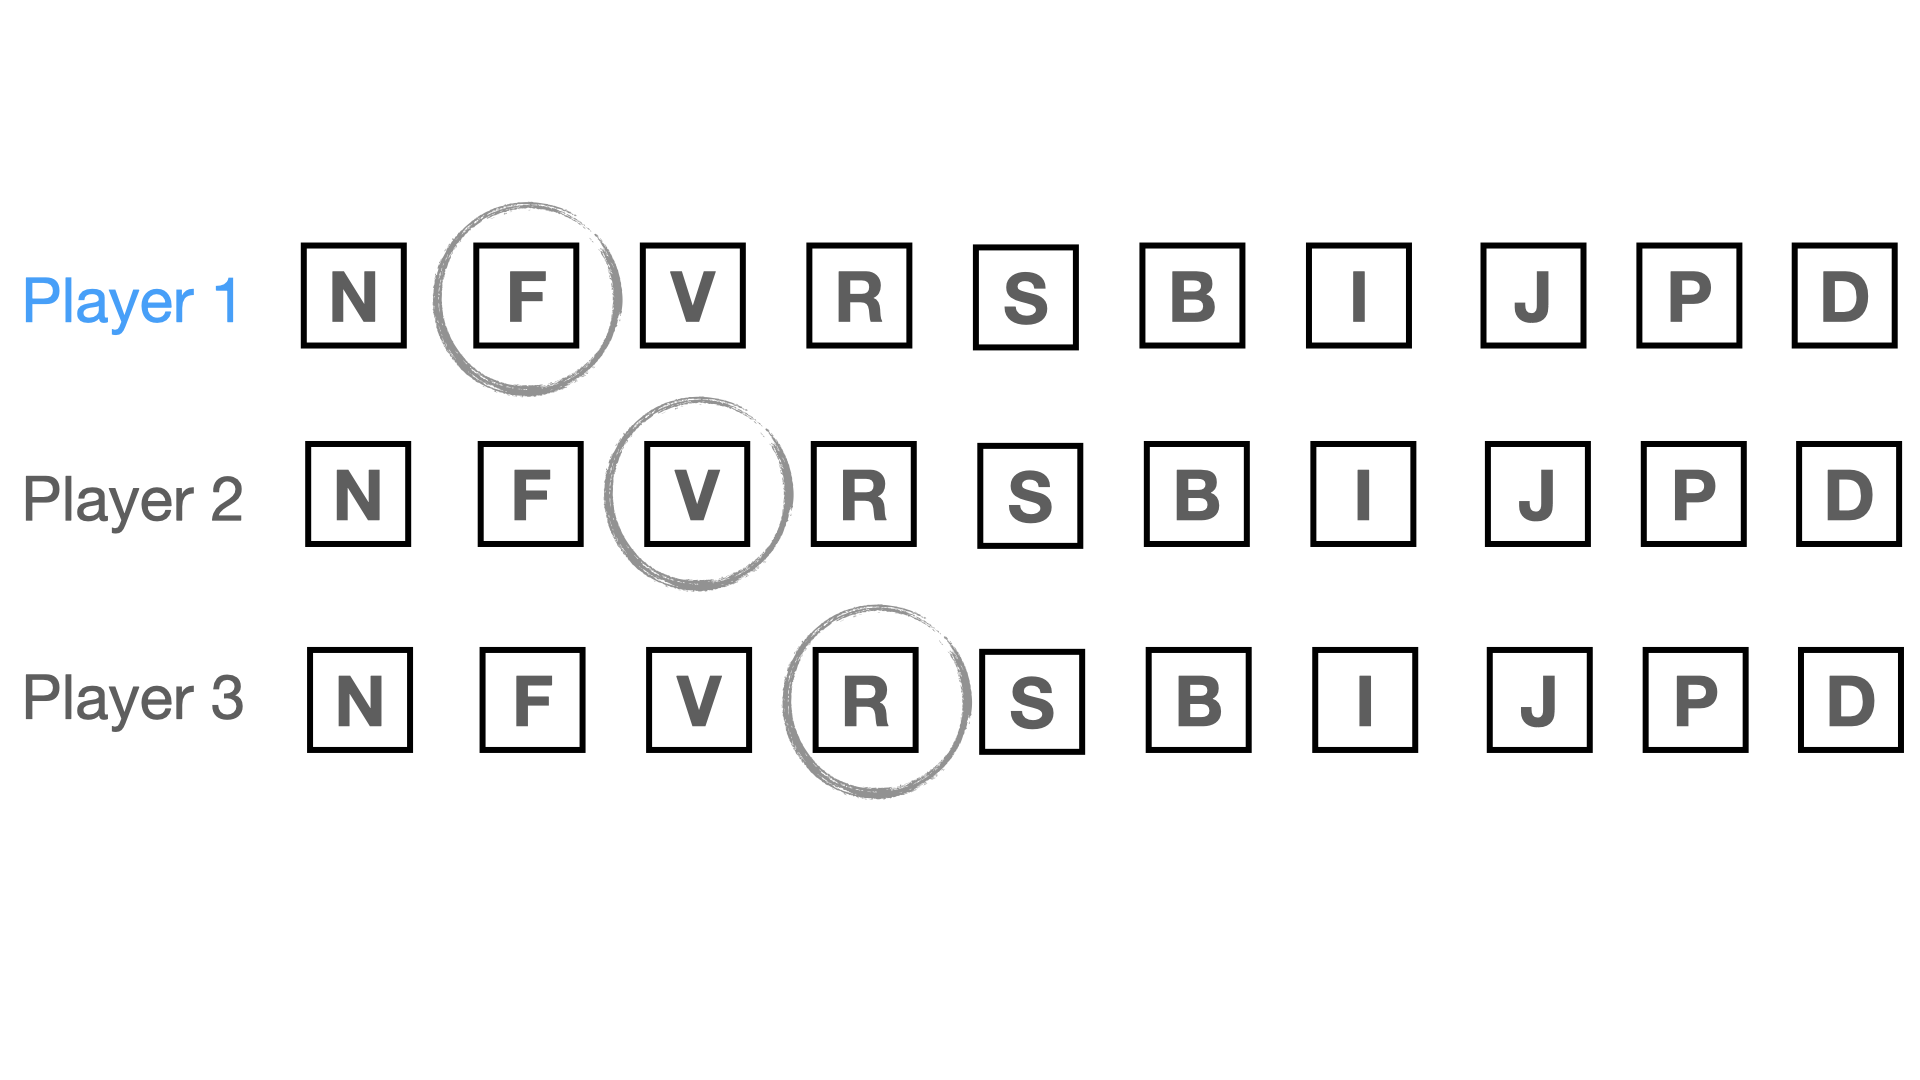 Player 1 N F V R S B I J P D
Player 2 N F V R S B I J P D
Player 3 N F V R S B I J P D